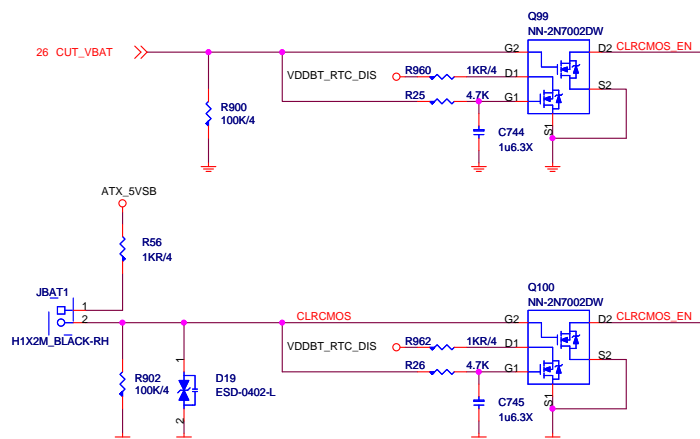 Q99
NN-2N7002DW
26 CUT_VBAT
G2
D2
CLRCMOS_EN
VDDBT_RTC_DIS
R960
1KR/4
D1
S2
R25
4.7K
G1
R900
100K/4
C744
1u6.3X
S1
ATX_5VSB
R56
1KR/4
JBAT1
1
2
H1X2M_BLACK-RH
Q100
NN-2N7002DW
CLRCMOS
G2
D2
CLRCMOS_EN
VDDBT_RTC_DIS
R962
1KR/4
D1
S2
R26
4.7K
G1
1
R902
100K/4
D19
ESD-0402-L
2
C745
1u6.3X
S1